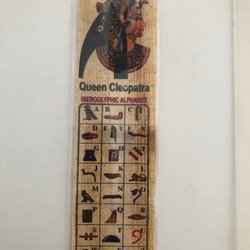 Queen Cleopatra
HIEROGLYPHIC ALPHABET
A B C
D E
G H
J K L
M N O
P Q R
S T